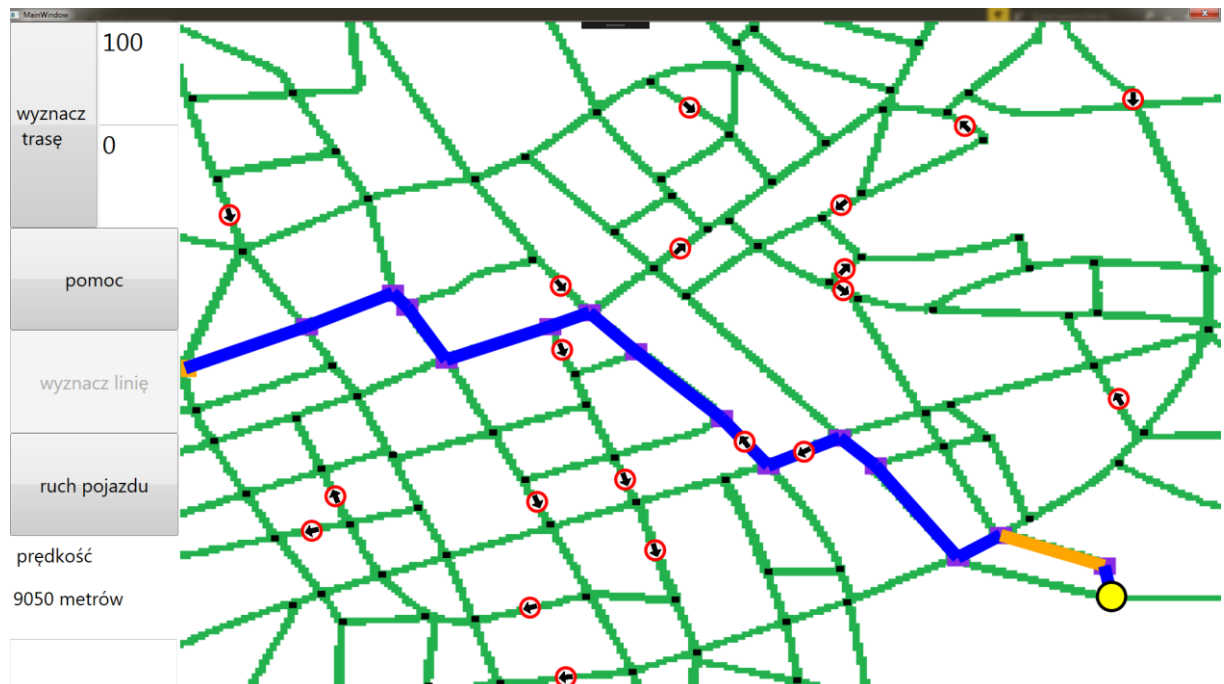 MainWindow
wyznacz
trasę
100
0
pomoc
wyznacz linię
ruch pojazdu
prędkość
9050 metrów